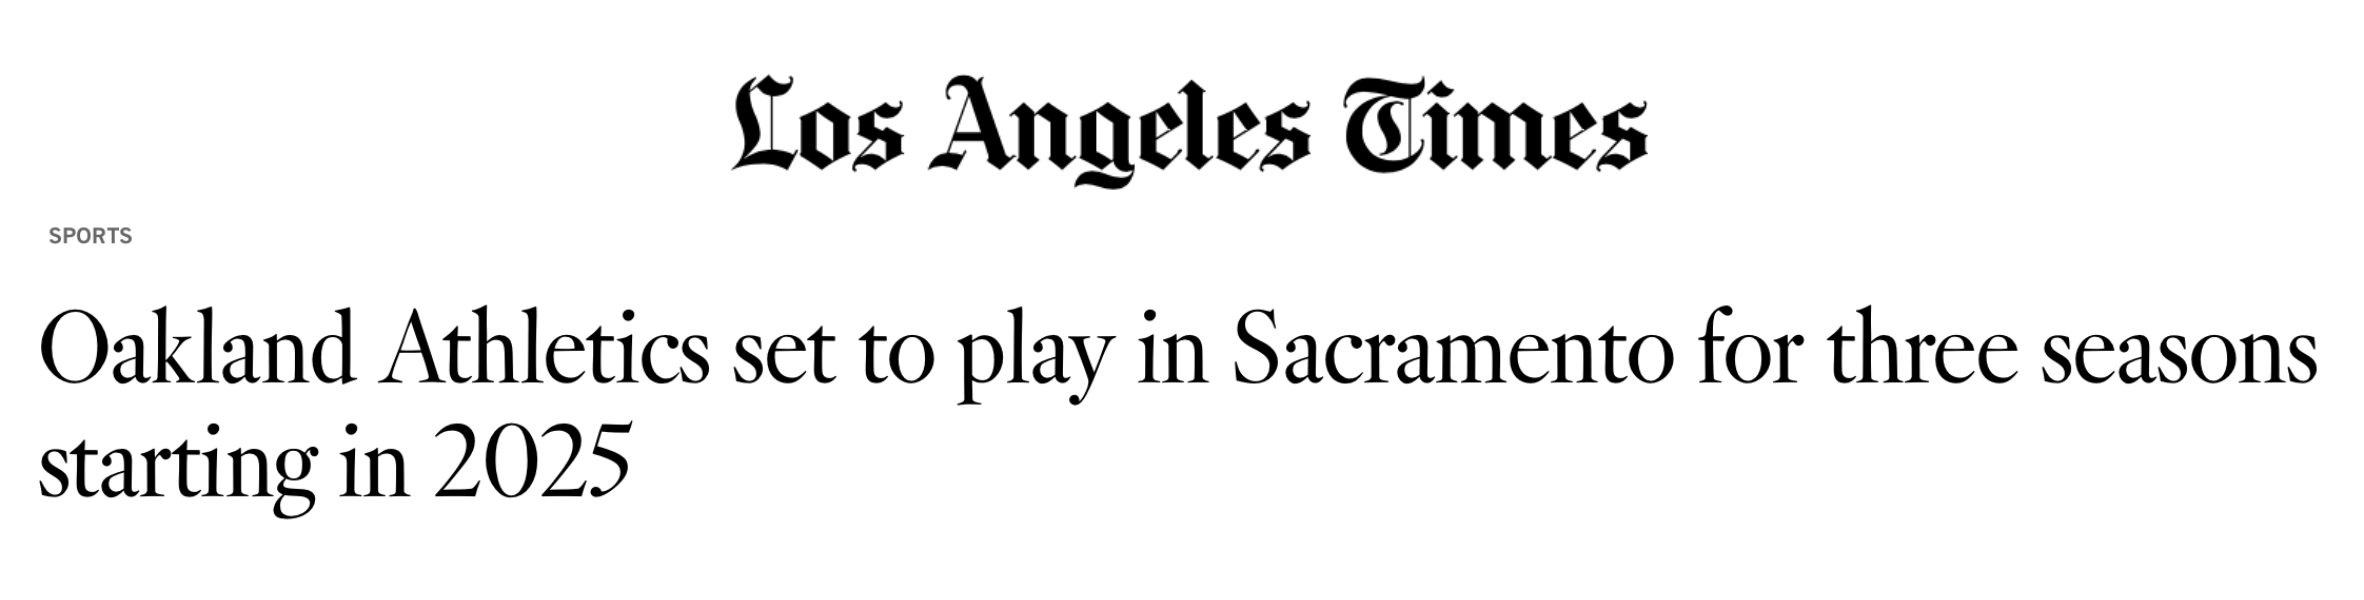 Los Angeles Times
SPORTS
Oakland Athletics set to play in Sacramento for three seasons
starting in 2025